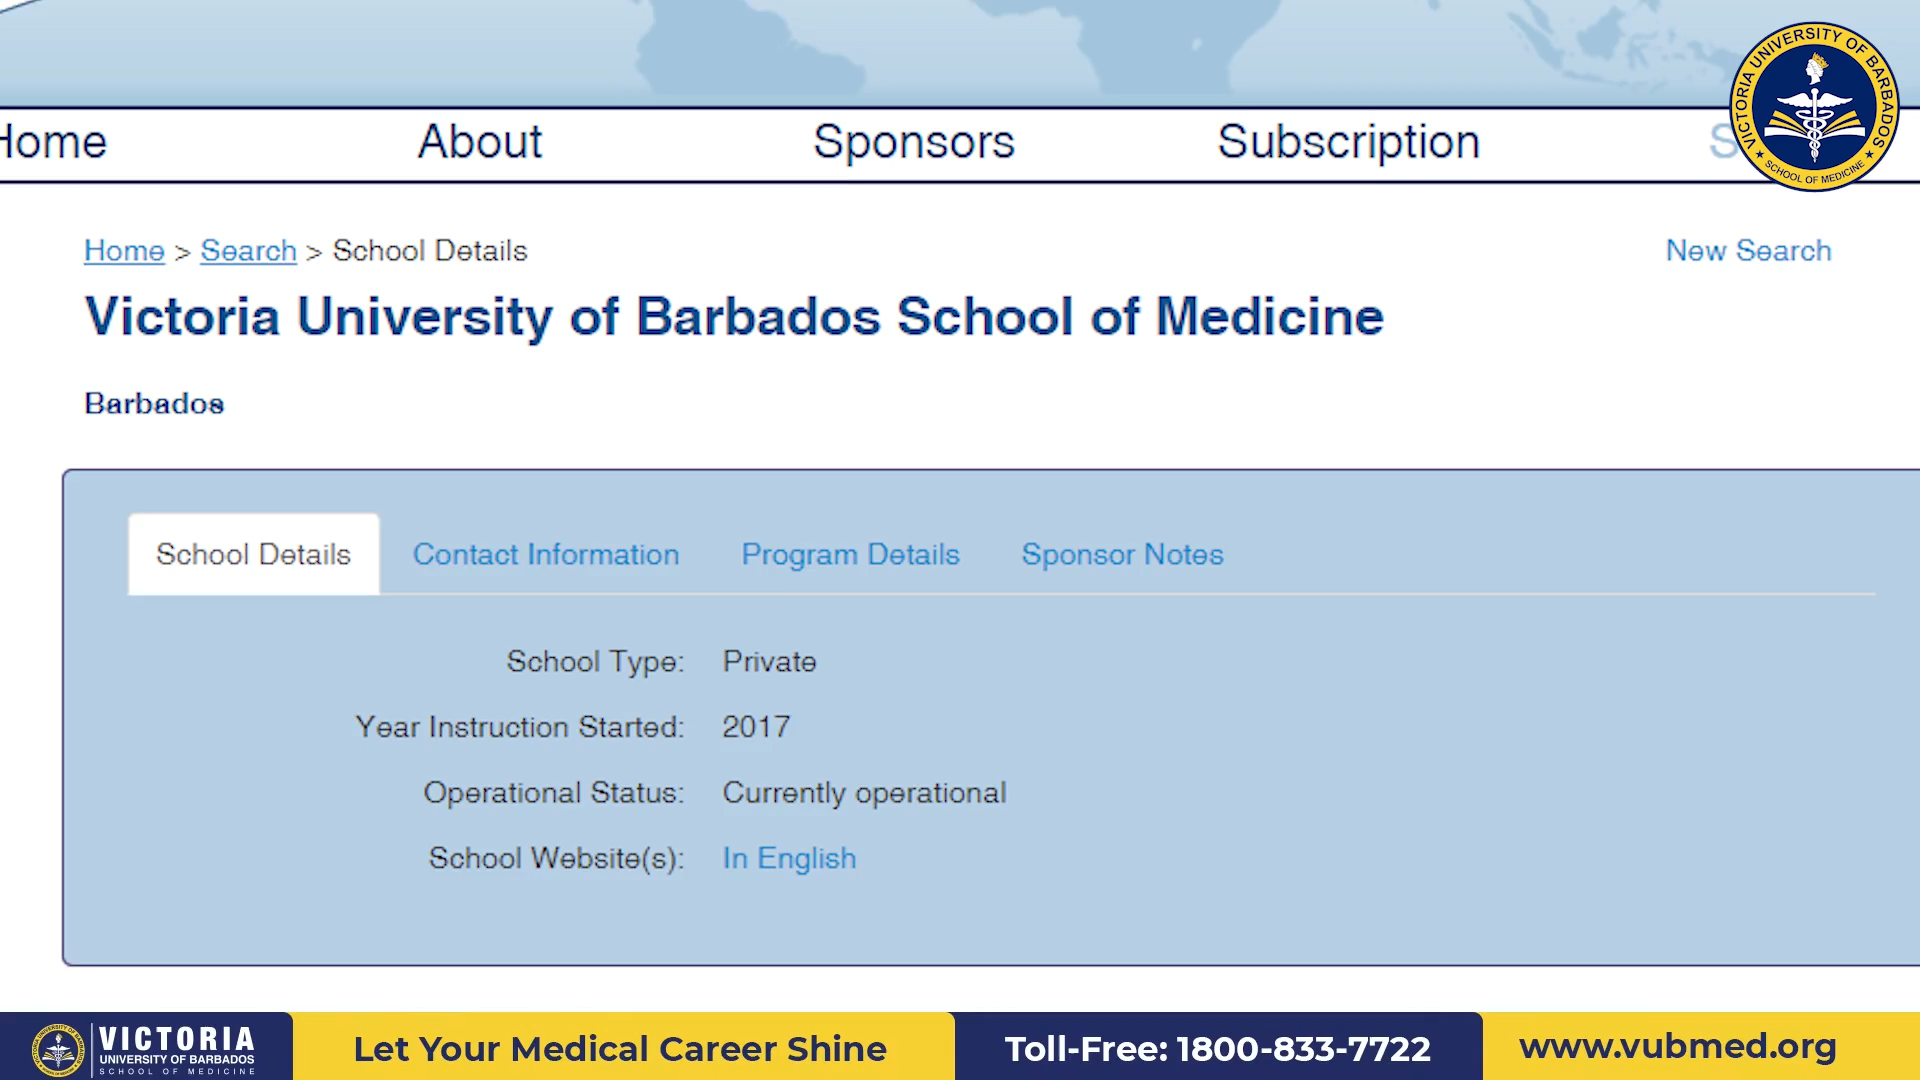 Home About Sponsors Subscription
VICTORIA UNIVERSITY OF BARBADOS
SCHOOL OF MEDICINE
Home > Search > School Details
New Search
Victoria University of Barbados School of Medicine
Barbados
School Details Contact Information Program Details Sponsor Notes
School Type: Private
Year Instruction Started: 2017
Operational Status: Currently operational
School Website(s): In English
VICTORIA
UNIVERSITY OF BARBADOS
SCHOOL OF MEDICINE
Let Your Medical Career Shine
Toll-Free: 1800-833-7722
www.vubmed.org